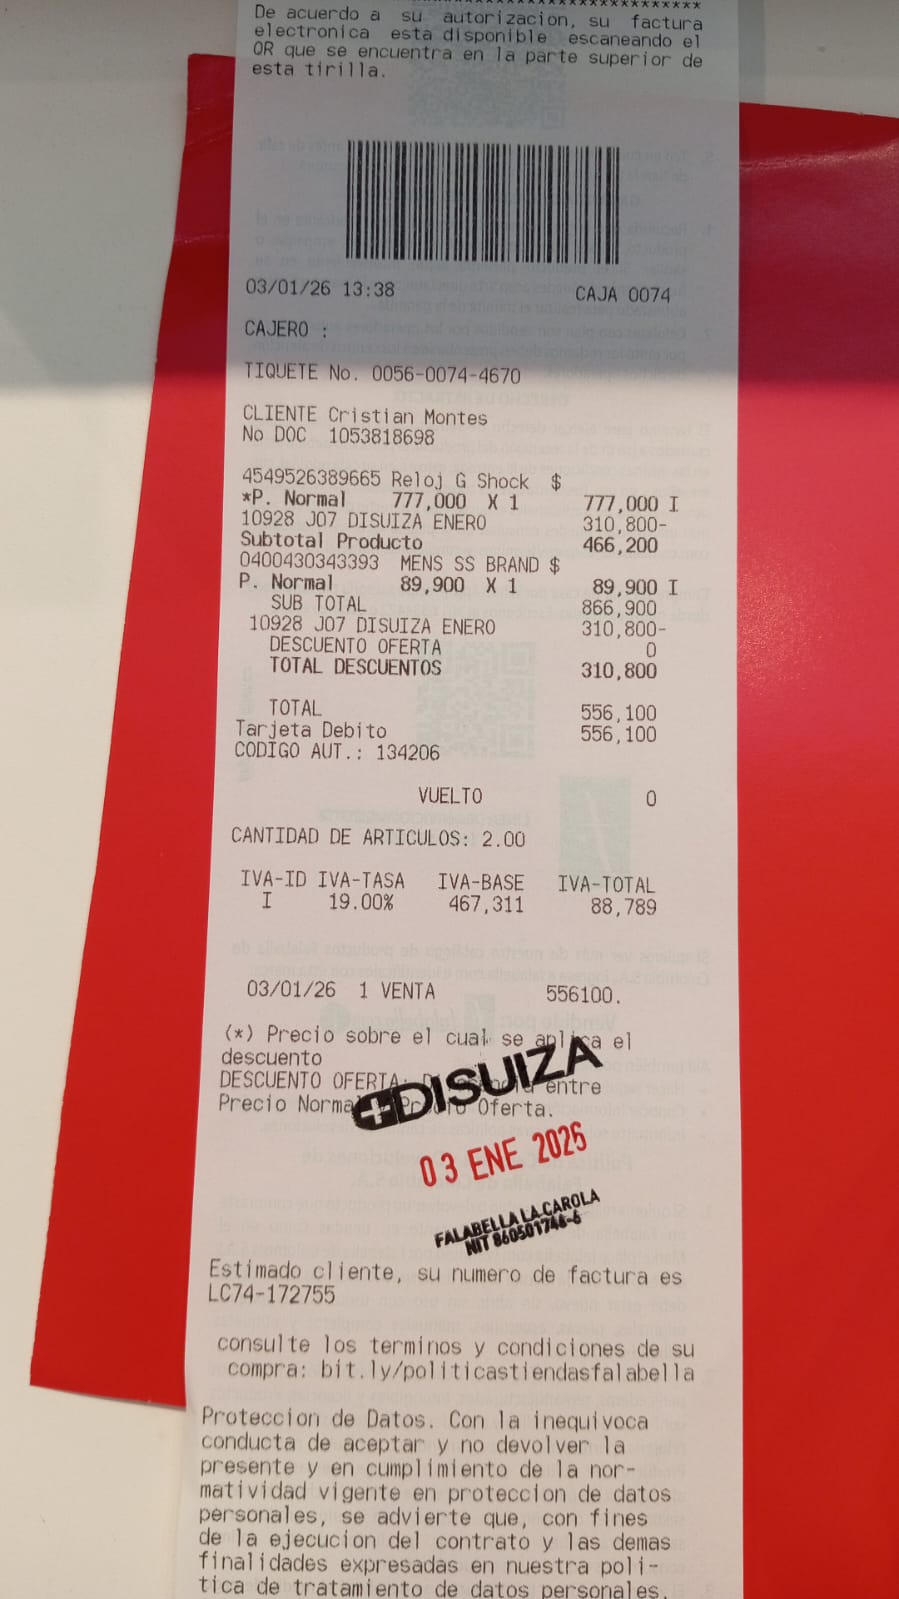 De acuerdo a su autorizacion, su factura
electronica esta disponible escaneando el
QR que se encuentra en la parte superior de
esta tirilla.
03/01/26 13:38 CAJA 0074
CAJERO :
TIQUETE No. 0056-0074-4670
CLIENTE Cristian Montes
No DOC 1053818698
4549526389665 Reloj G Shock $
*P. Normal 777,000 X 1 777,000 I
10928 J07 DISUIZA ENERO 310,800-
Subtotal Producto 466,200
0400430343393 MENS SS BRAND $
P. Normal 89,900 X 1 89,900 I
SUB TOTAL 866,900
10928 J07 DISUIZA ENERO 310,800-
DESCUENTO OFERTA 0
TOTAL DESCUENTOS 310,800
TOTAL 556,100
Tarjeta Debito 556,100
CODIGO AUT.: 134206
VUELTO 0
CANTIDAD DE ARTICULOS: 2.00
IVA-ID IVA-TASA IVA-BASE IVA-TOTAL
I 19.00% 467,311 88,789
03/01/26 1 VENTA 556100.
(*) Precio sobre el cual se aplica el
descuento
DESCUENTO OFERTA: Diferencia entre
Precio Normal Precio Oferta.
DISUIZA
03 ENE 2026
FALABELLA LA CAROLA
NIT 860501746-6
Estimado cliente, su numero de factura es
LC74-172755
consulte los terminos y condiciones de su
compra: bit.ly/politicastiendasfalabella
Proteccion de Datos. Con la inequivoca
conducta de aceptar y no devolver la
presente y en cumplimiento de la nor-
matividad vigente en proteccion de datos
personales, se advierte que, con fines
de la ejecucion del contrato y las demas
finalidades expresadas en nuestra poli-
tica de tratamiento de datos personales,